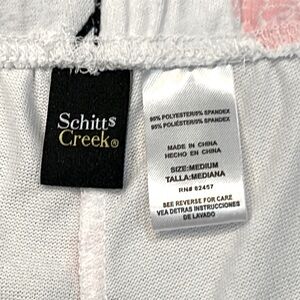 Schitt$
Creek®
95% POLYESTER/5% SPANDEX
95% POLIÉSTER/5% SPANDEX
MADE IN CHINA
HECHO EN CHINA
SIZE:MEDIUM
TALLA:MEDIANA
RN# 62457
SEE REVERSE FOR CARE
VEA DETRAS INSTRUCCIONES
DE LAVADO